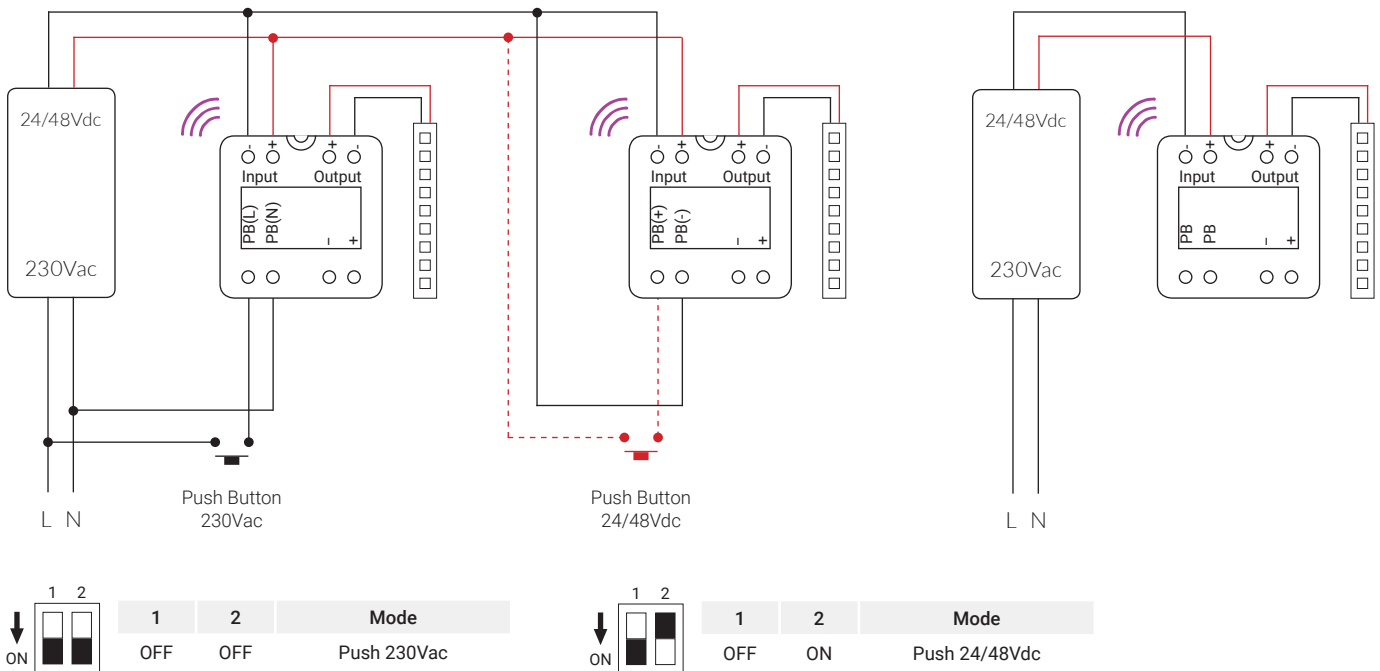 24/48Vdc
230Vac
- + + -
Input Output
PB(L)
PB(N)
- +
L N
Push Button
230Vac
- + + -
Input Output
PB(+)
PB(-)
- +
Push Button
24/48Vdc
24/48Vdc
230Vac
- + + -
Input Output
PB
PB
- +
L N
1 2
ON
1 2 Mode
OFF OFF Push 230Vac
1 2
ON
1 2 Mode
OFF ON Push 24/48Vdc